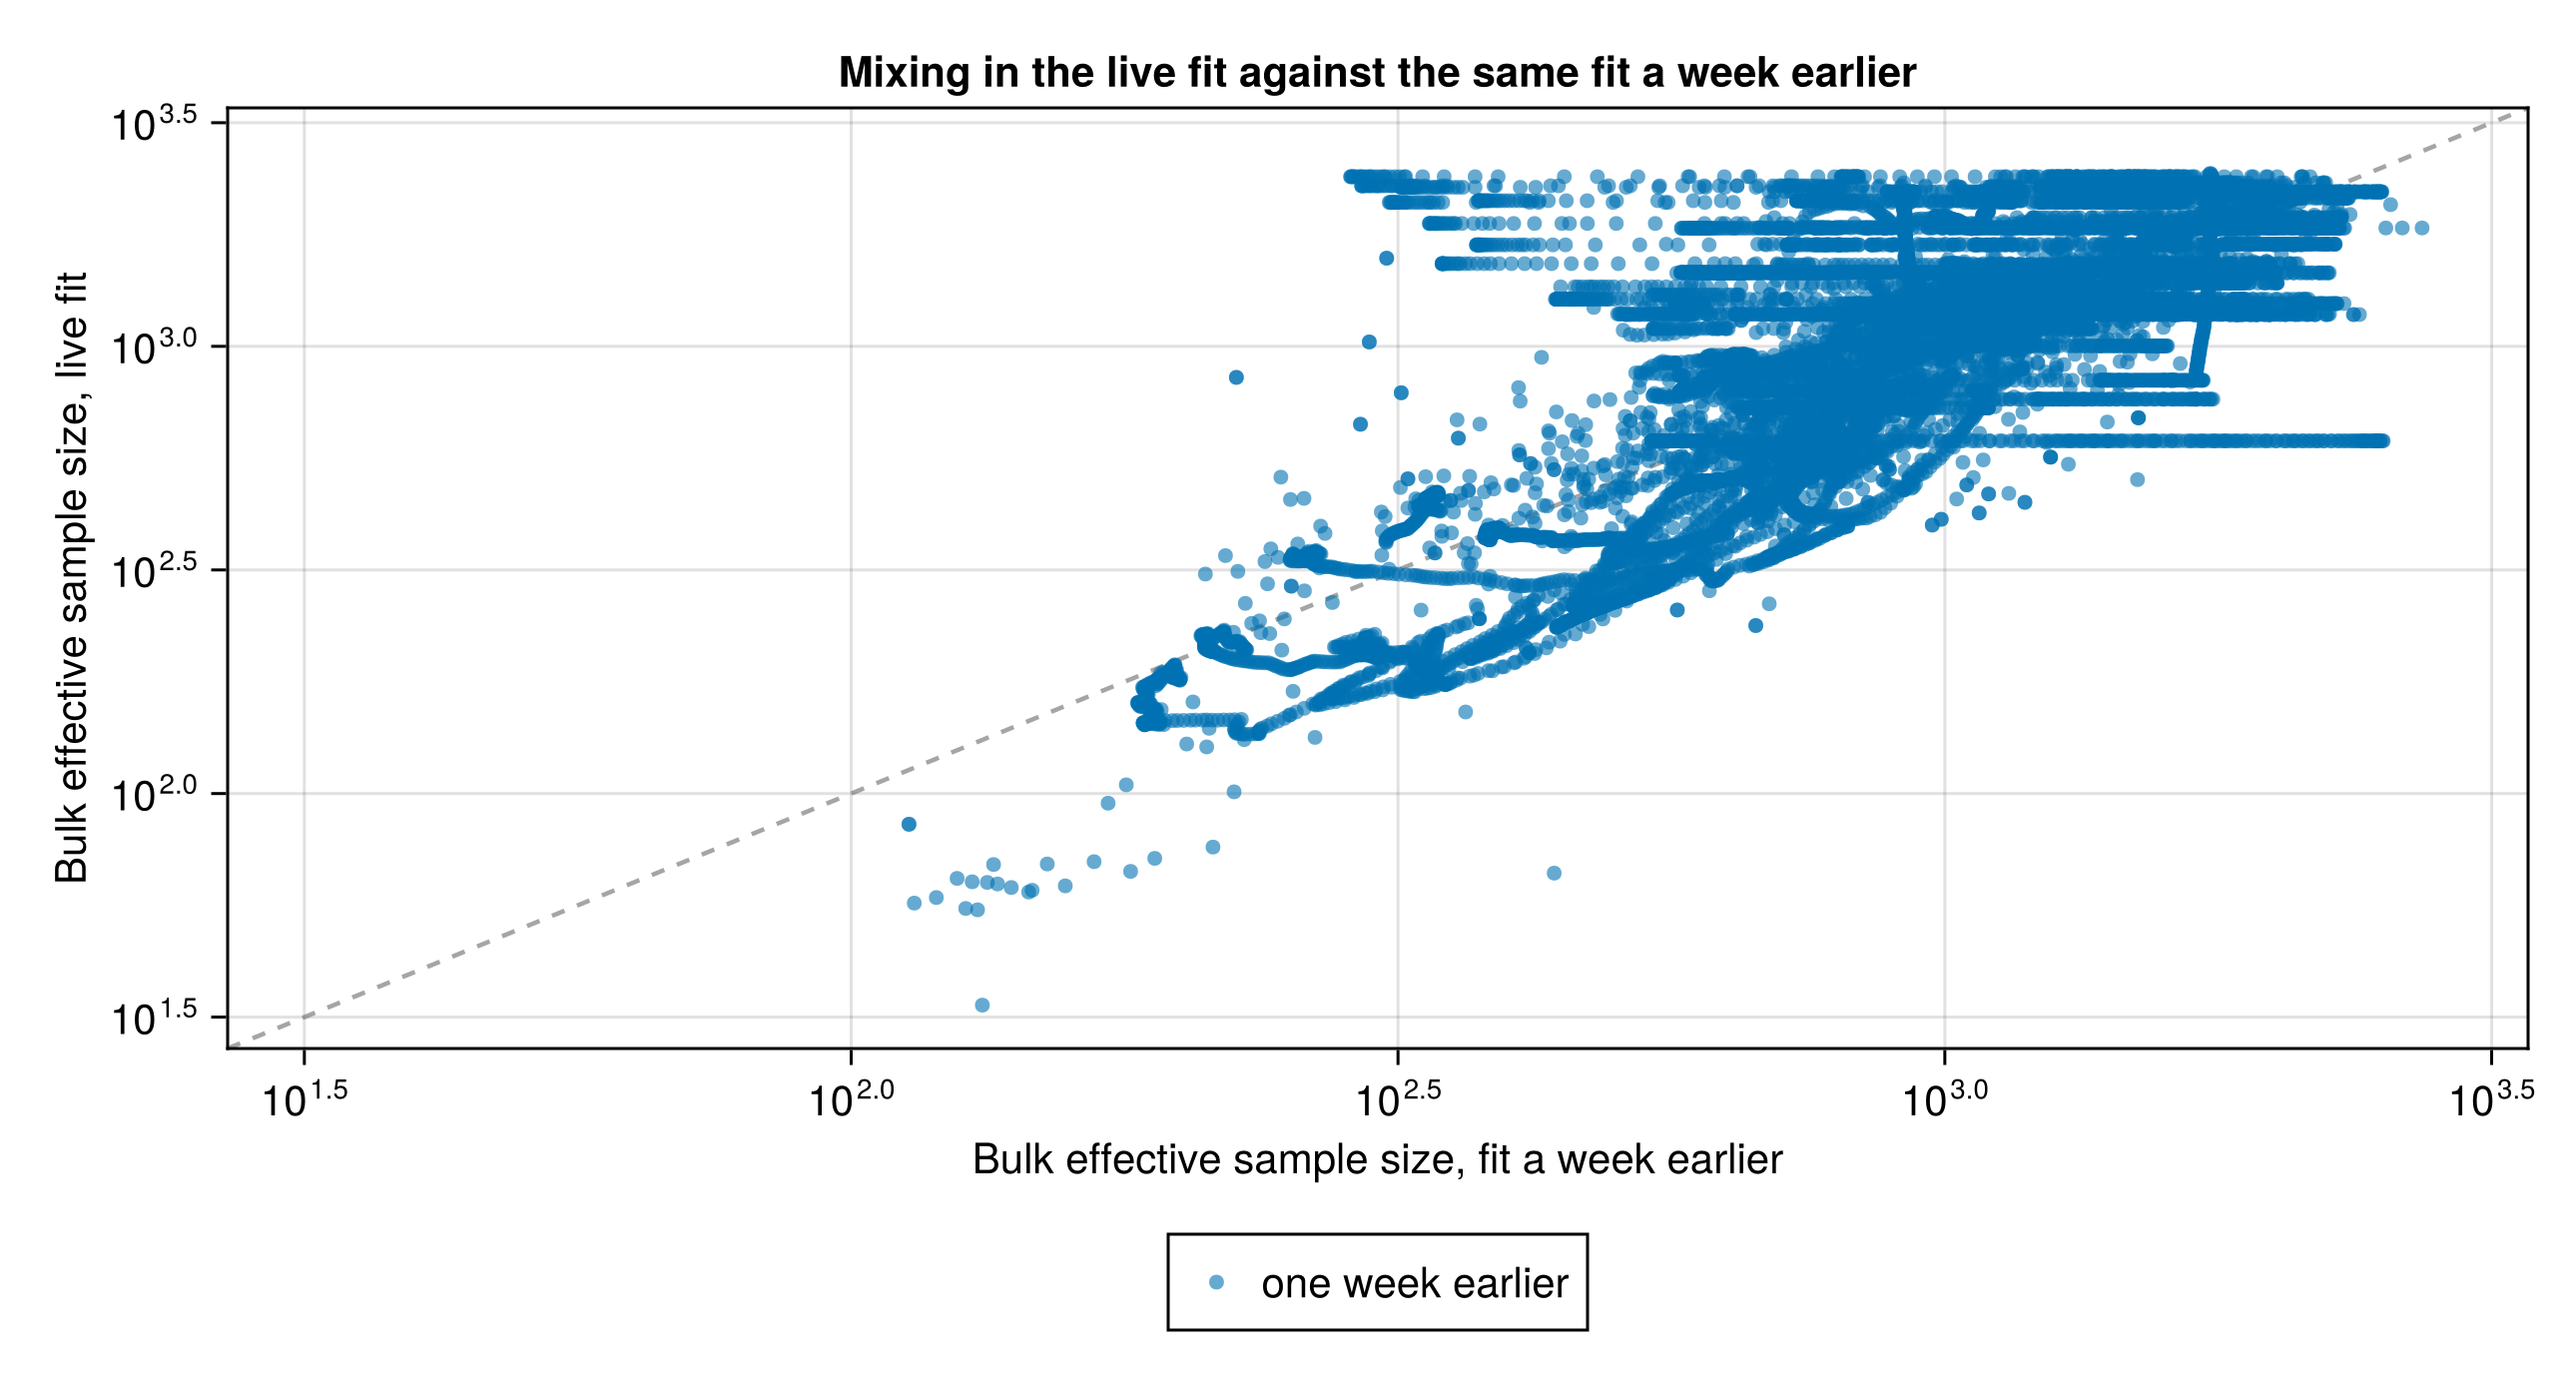 Mixing in the live fit against the same fit a week earlier
Bulk effective sample size, live fit
10^3.5
10^3.0
10^2.5
10^2.0
10^1.5
10^1.5 10^2.0 10^2.5 10^3.0 10^3.5
Bulk effective sample size, fit a week earlier
one week earlier